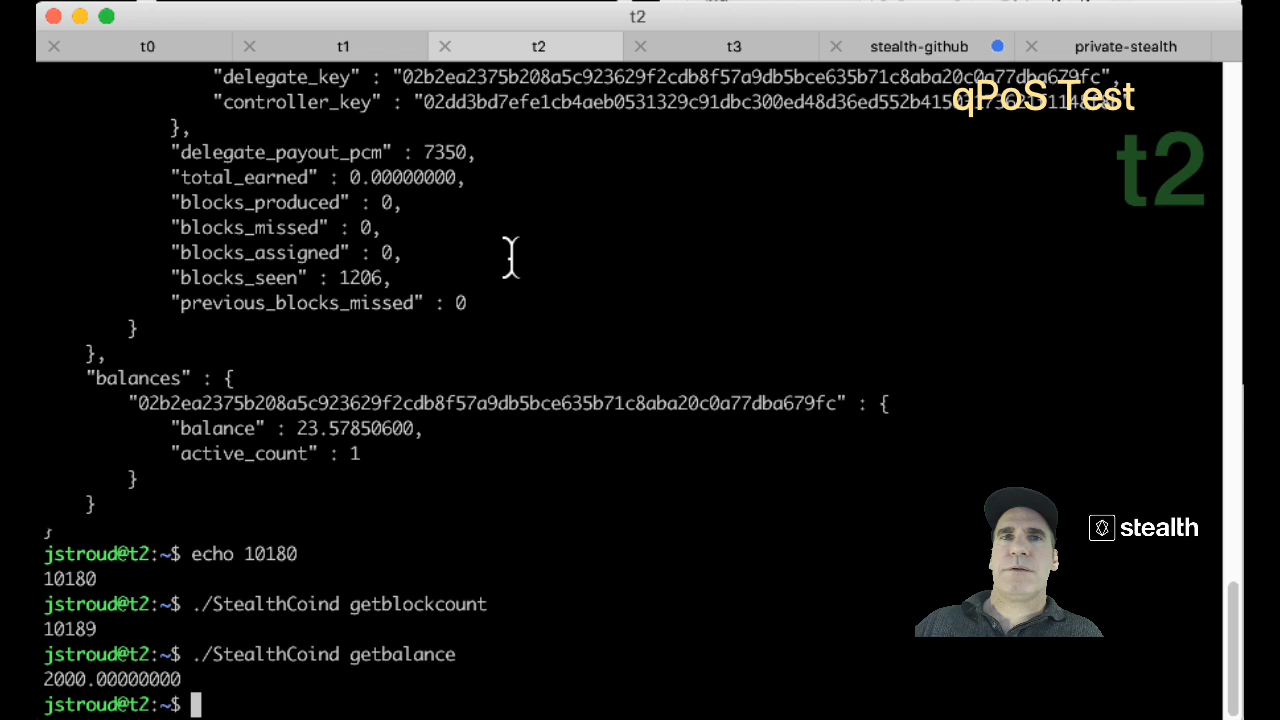 t2
t0
t1
t2
t3
stealth-github
private-stealth
"delegate_key" : "02b2ea2375b208a5c923629f2cdb8f57a9db5bce635b71c8aba20c0a77dba679fc",
"controller_key" :
qPoS Test
t2
},
"delegate_payout_pcm" : 7350,
"total_earned" : 0.00000000,
"blocks_produced" : 0,
"blocks_missed" : 0,
"blocks_assigned" : 0,
"blocks_seen" : 1206,
"previous_blocks_missed" : 0
}
},
"balances" : {
"02b2ea2375b208a5c923629f2cdb8f57a9db5bce635b71c8aba20c0a77dba679fc" : {
"balance" : 23.57850600,
"active_count" : 1
}
}
}
jstroud@t2:~$ echo 10180
10180
jstroud@t2:~$ ./StealthCoind getblockcount
10189
jstroud@t2:~$ ./StealthCoind getbalance
2000.00000000
jstroud@t2:~$
stealth